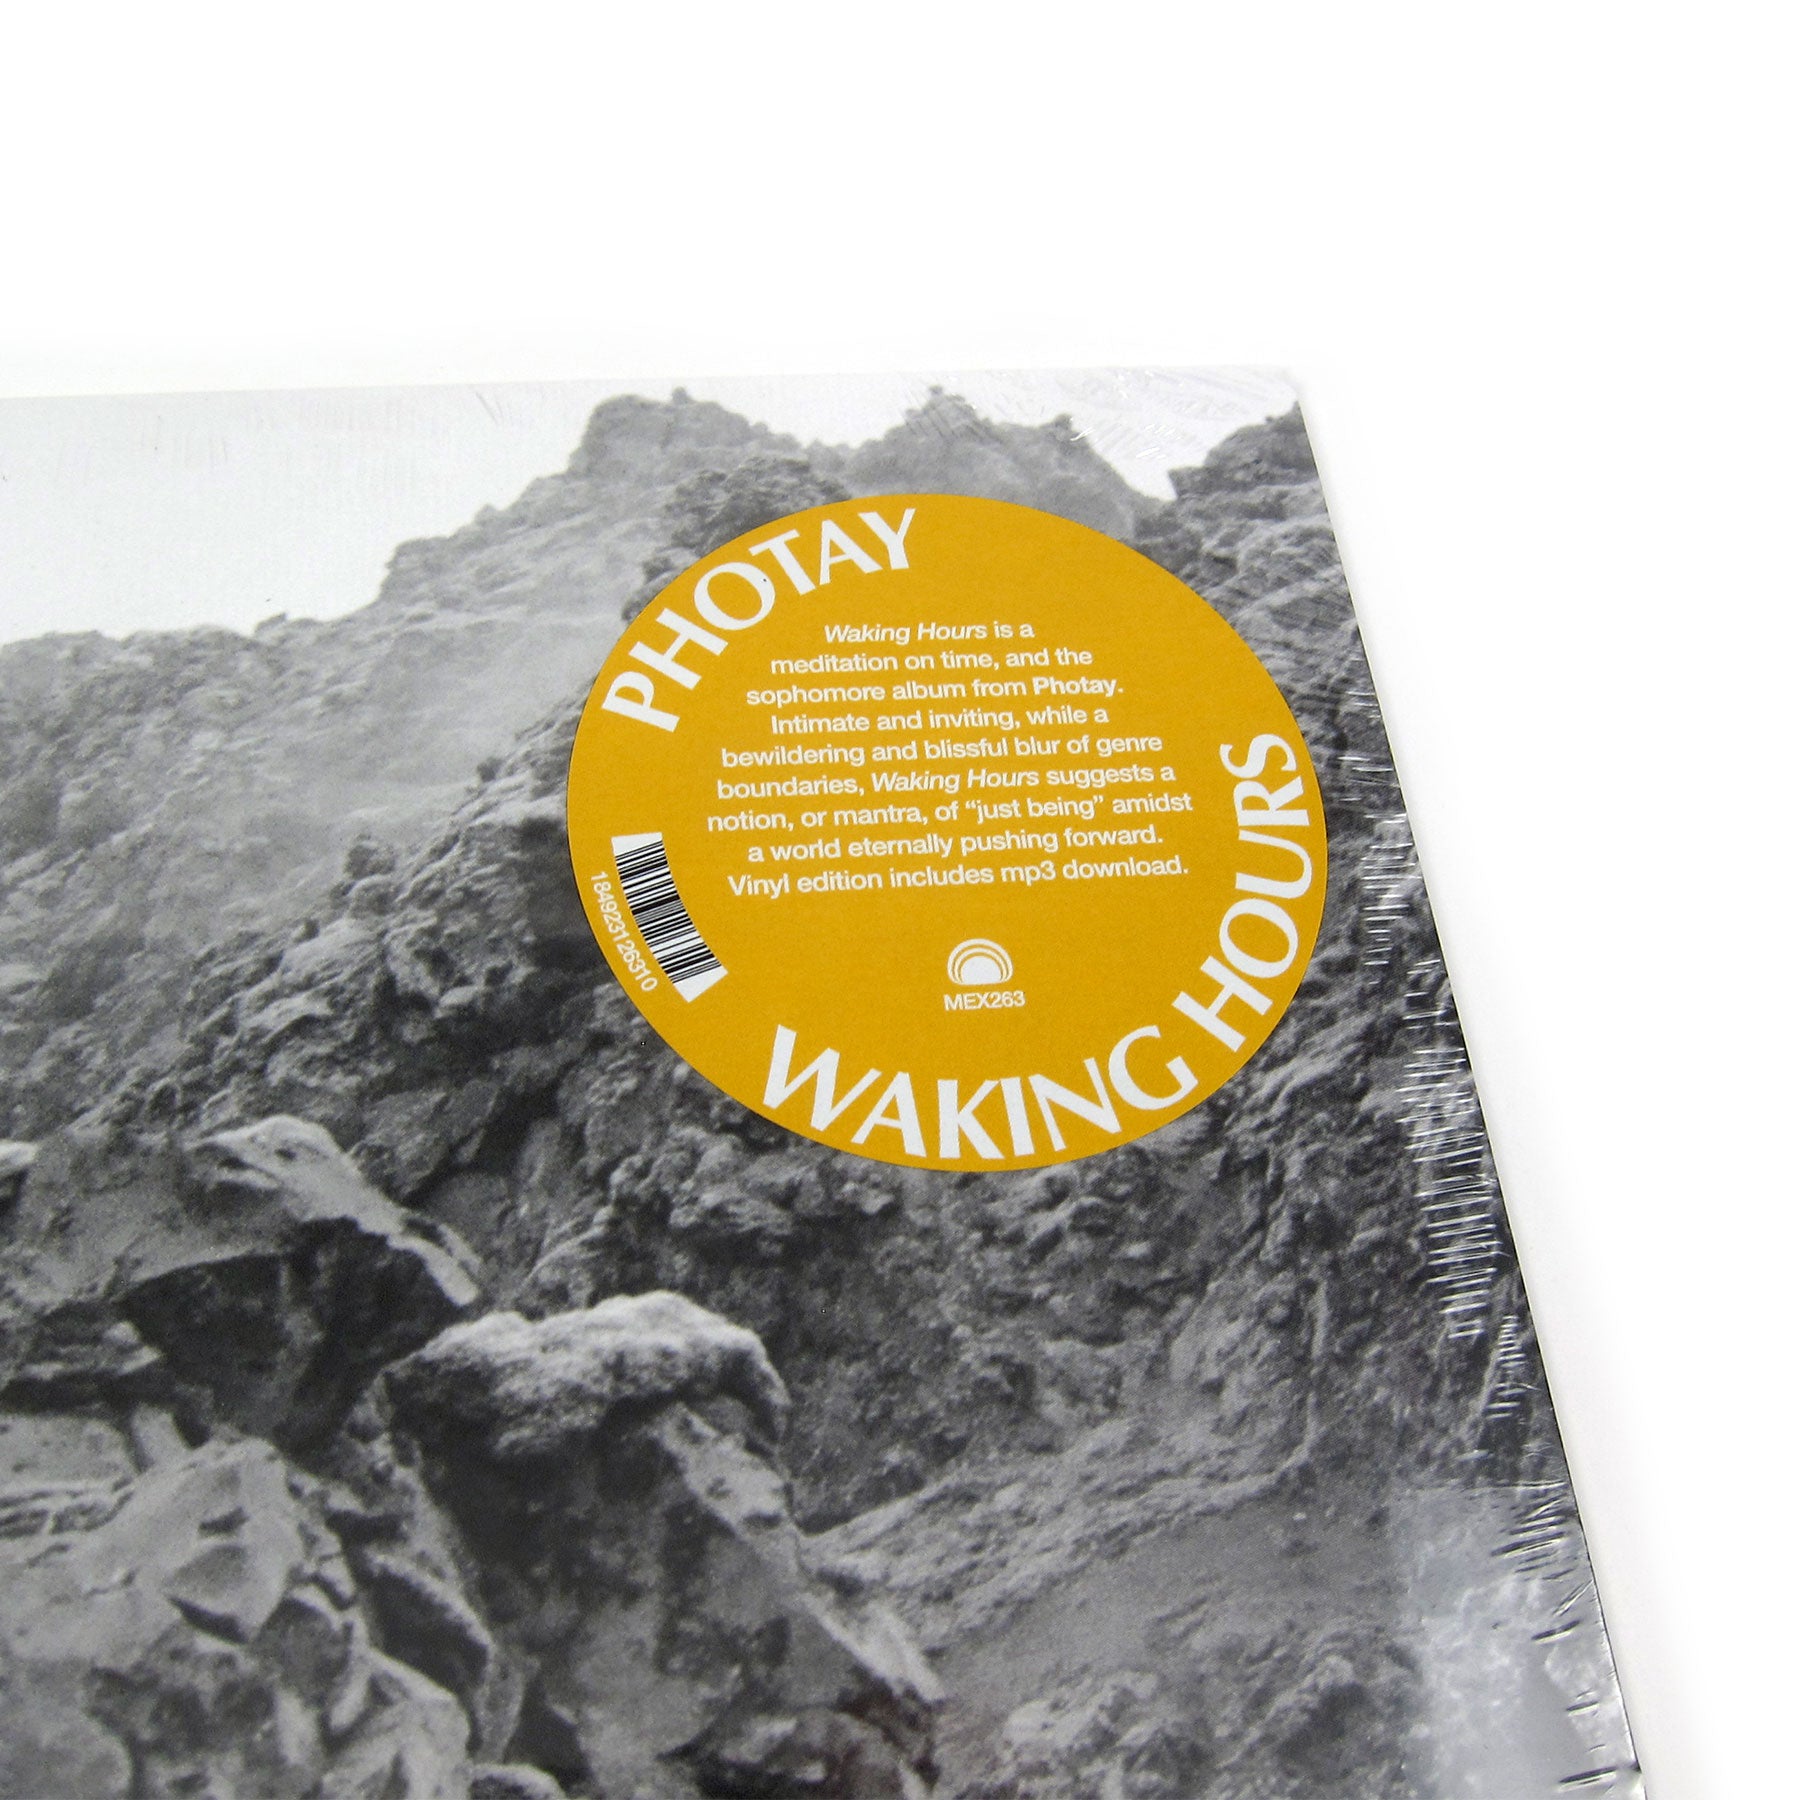 PHOTAY
Waking Hours is a
meditation on time, and the
sophomore album from Photay.
Intimate and inviting, while a
bewildering and blissful blur of genre
boundaries, Waking Hours suggests a
notion, or mantra, of “just being” amidst
a world eternally pushing forward.
Vinyl edition includes mp3 download.
184923126310
MEX263
WAKING HOURS